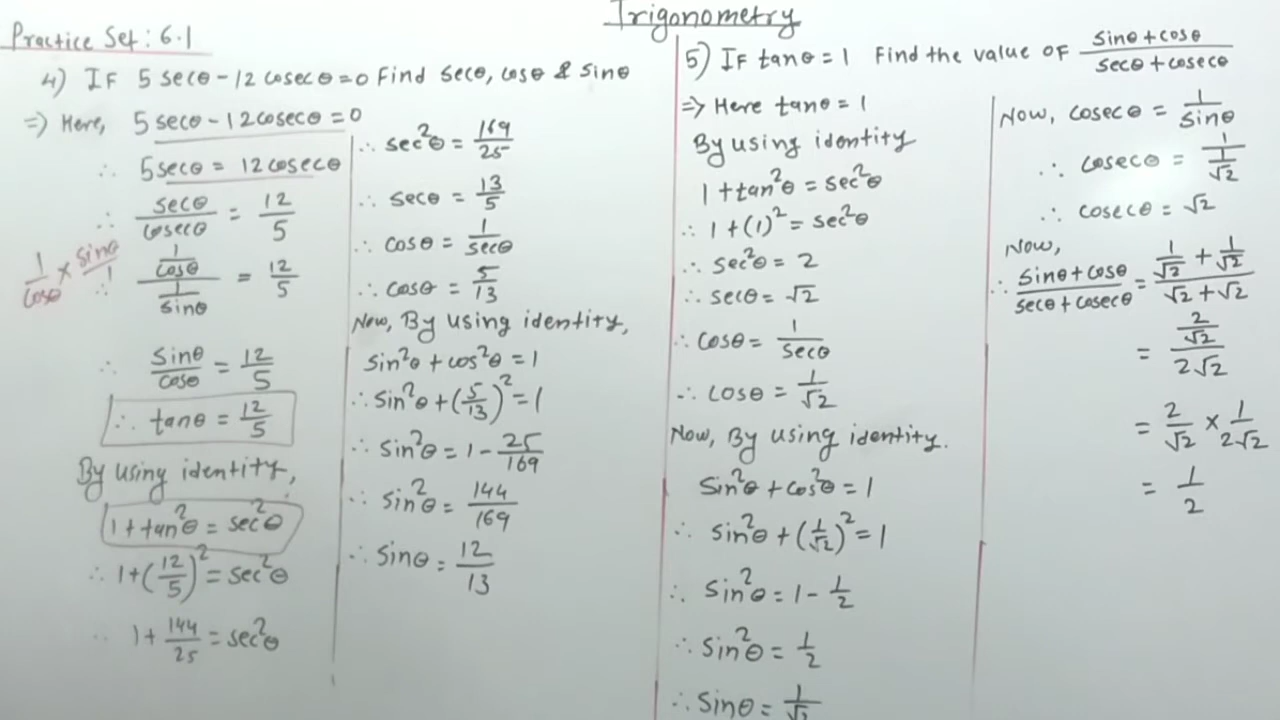 Trigonometry
Practice Set: 6.1
4) If 5 secθ - 12 cosecθ = 0 Find secθ, cosθ & sinθ
⇒ Here, 5secθ - 12cosecθ = 0
∴ 5secθ = 12cosecθ
∴ secθ/cosecθ = 12/5
1/cosθ × sinθ/1
∴ (1/cosθ)/(1/sinθ) = 12/5
∴ sinθ/cosθ = 12/5
∴ tanθ = 12/5
By using identity,
1 + tan²θ = sec²θ
∴ 1 + (12/5)² = sec²θ
∴ 1 + 144/25 = sec²θ
∴ sec²θ = 169/25
∴ secθ = 13/5
∴ cosθ = 1/secθ
∴ cosθ = 5/13
Now, By using identity,
sin²θ + cos²θ = 1
∴ sin²θ + (5/13)² = 1
∴ sin²θ = 1 - 25/169
∴ sin²θ = 144/169
∴ sinθ = 12/13
5) If tanθ = 1 Find the value of (sinθ + cosθ)/(secθ + cosecθ)
⇒ Here tanθ = 1
By using identity
1 + tan²θ = sec²θ
∴ 1 + (1)² = sec²θ
∴ sec²θ = 2
∴ secθ = √2
∴ cosθ = 1/secθ
∴ cosθ = 1/√2
Now, By using identity.
sin²θ + cos²θ = 1
∴ sin²θ + (1/√2)² = 1
∴ sin²θ = 1 - 1/2
∴ sin²θ = 1/2
∴ sinθ = 1/√2
Now, cosecθ = 1/sinθ
∴ cosecθ = 1/(1/√2)
∴ cosecθ = √2
Now,
∴ (sinθ + cosθ)/(secθ + cosecθ) = (1/√2 + 1/√2)/(√2 + √2)
= (2/√2)/(2√2)
= 2/√2 × 1/2√2
= 1/2